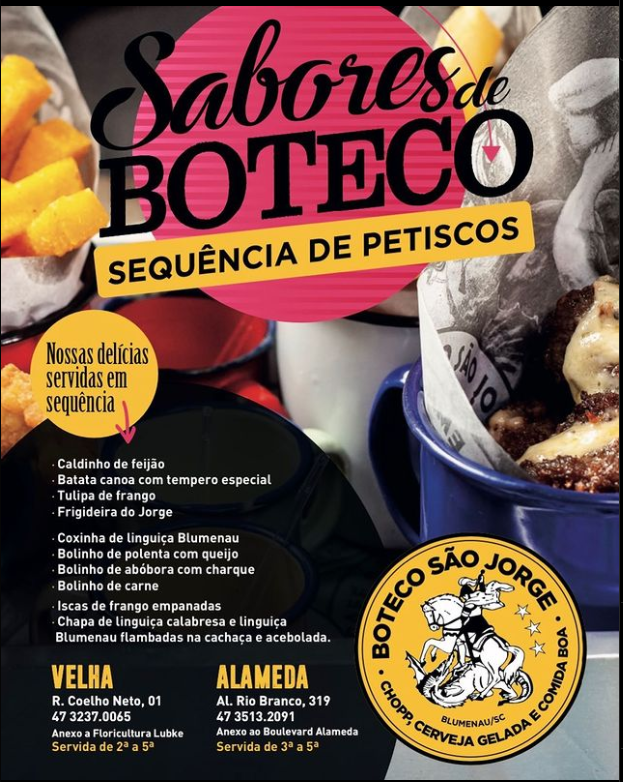 Sabores de
BOTECO
SEQUÊNCIA DE PETISCOS
Nossas delícias
servidas em
sequência
· Caldinho de feijão
· Batata canoa com tempero especial
· Tulipa de frango
· Frigideira do Jorge
· Coxinha de linguiça Blumenau
· Bolinho de polenta com queijo
· Bolinho de abóbora com charque
· Bolinho de carne
· Iscas de frango empanadas
· Chapa de linguiça calabresa e linguiça
Blumenau flambadas na cachaça e acebolada.
VELHA
R. Coelho Neto, 01
47 3237.0065
Anexo a Floricultura Lubke
Servida de 2ª a 5ª
ALAMEDA
Al. Rio Branco, 319
47 3513.2091
Anexo ao Boulevard Alameda
Servida de 3ª a 5ª
BOTECO SÃO JORGE
BLUMENAU/SC
· CHOPP, CERVEJA GELADA E COMIDA BOA ·